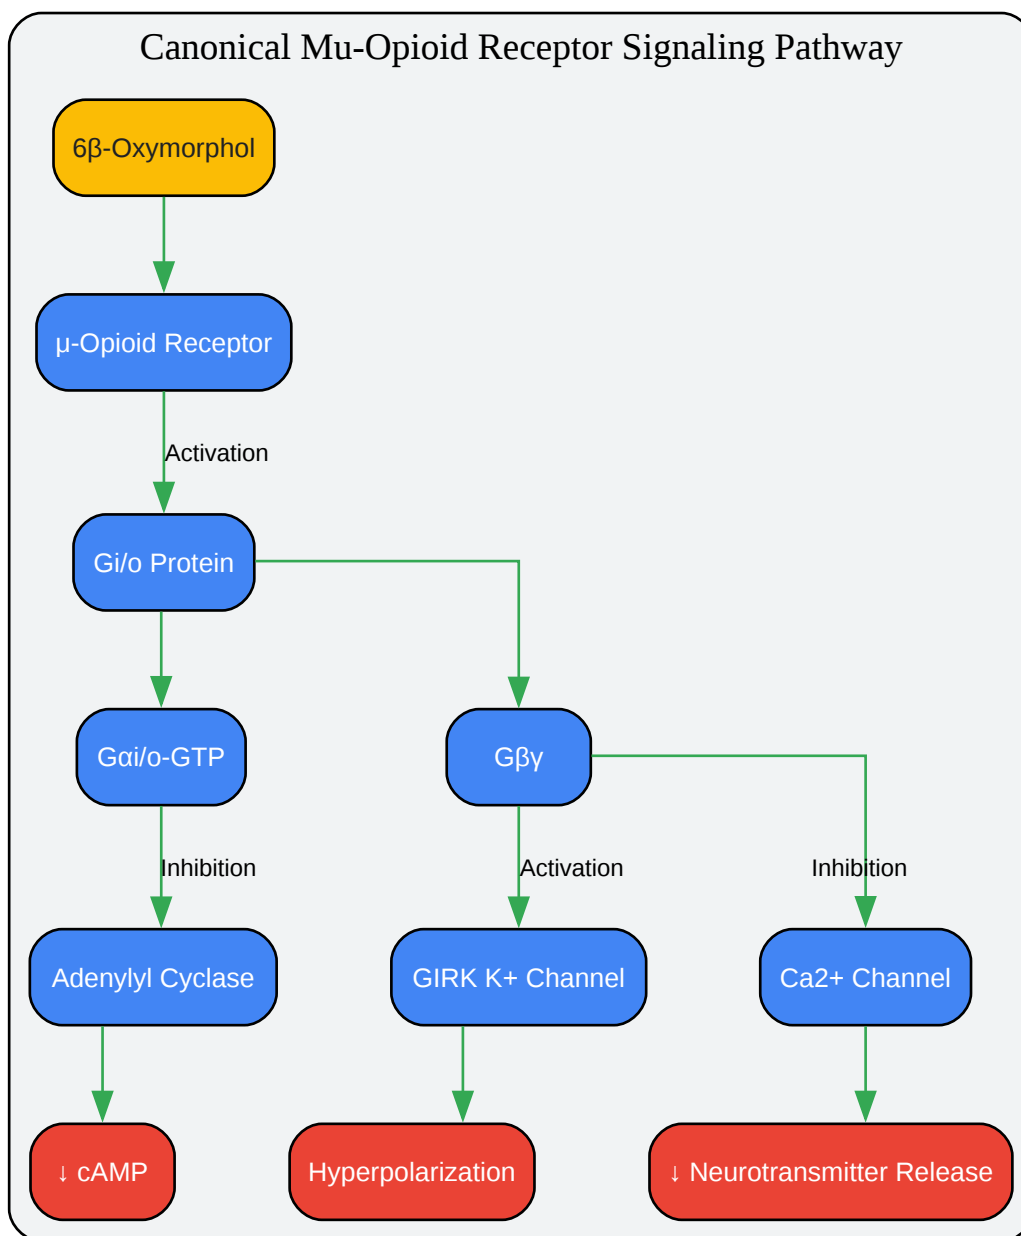 Canonical Mu-Opioid Receptor Signaling Pathway
6β-Oxymorphol
μ-Opioid Receptor
Activation
Gi/o Protein
Gαi/o-GTP
Gβγ
Inhibition
Activation
Inhibition
Adenylyl Cyclase
GIRK K+ Channel
Ca2+ Channel
↓ cAMP
Hyperpolarization
↓ Neurotransmitter Release